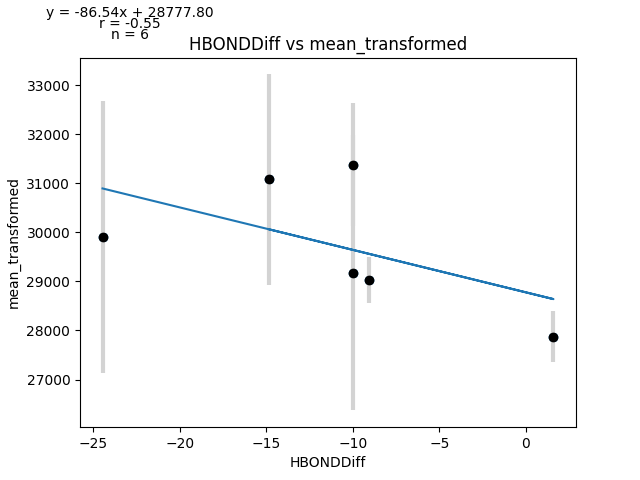 y = -86.54x + 28777.80
r = -0.55
n = 6
HBONDDiff vs mean_transformed
33000
32000
31000
30000
29000
28000
27000
mean_transformed
−25
−20
−15
−10
−5
0
HBONDDiff